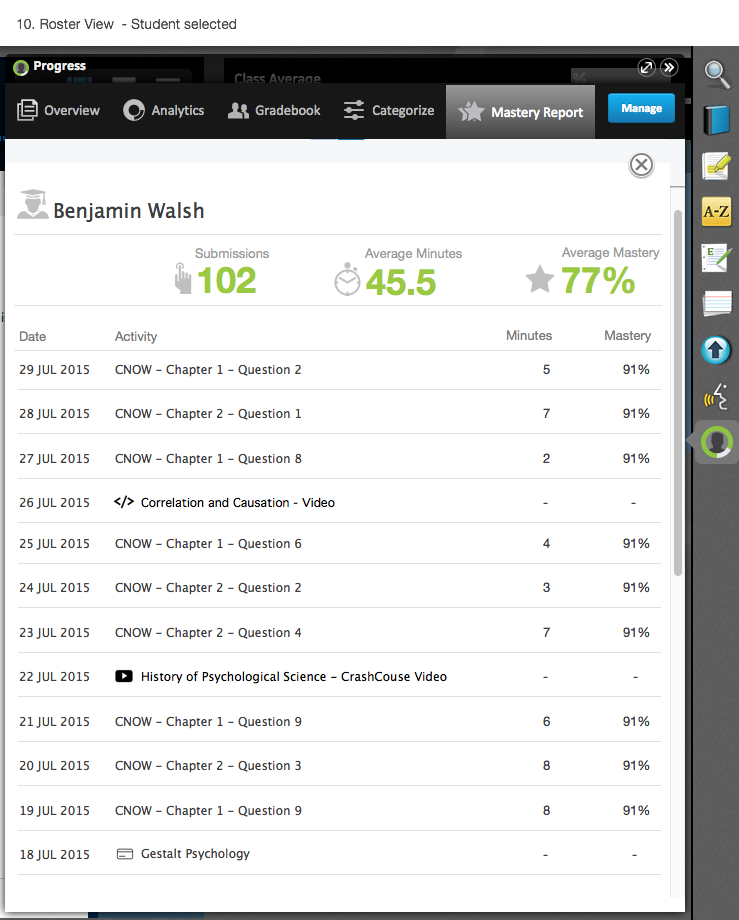 10. Roster View - Student selected
Progress
Class Average %
Overview Analytics Gradebook Categorize Mastery Report Manage
Benjamin Walsh
Submissions Average Minutes Average Mastery
102 45.5 77%
Date Activity Minutes Mastery
29 JUL 2015 CNOW – Chapter 1 – Question 2 5 91%
28 JUL 2015 CNOW – Chapter 2 – Question 1 7 91%
27 JUL 2015 CNOW – Chapter 1 – Question 8 2 91%
26 JUL 2015 </> Correlation and Causation - Video - -
25 JUL 2015 CNOW – Chapter 1 – Question 6 4 91%
24 JUL 2015 CNOW – Chapter 2 – Question 2 3 91%
23 JUL 2015 CNOW – Chapter 2 – Question 4 7 91%
22 JUL 2015 History of Psychological Science – CrashCouse Video - -
21 JUL 2015 CNOW – Chapter 1 – Question 9 6 91%
20 JUL 2015 CNOW – Chapter 2 – Question 3 8 91%
19 JUL 2015 CNOW – Chapter 1 – Question 9 8 91%
18 JUL 2015 Gestalt Psychology - -
A-Z
E